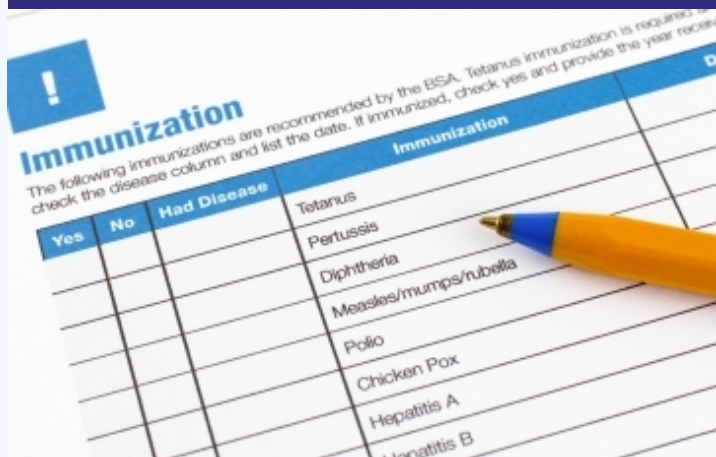 !
Immunization
The following immunizations are recommended by the BSA. Tetanus immunization is required
check the disease column and list the date. If immunized, check yes and provide the year
Yes No Had Disease Immunization
Tetanus
Pertussis
Diphtheria
Measles/mumps/rubella
Polio
Chicken Pox
Hepatitis A
Hepatitis B